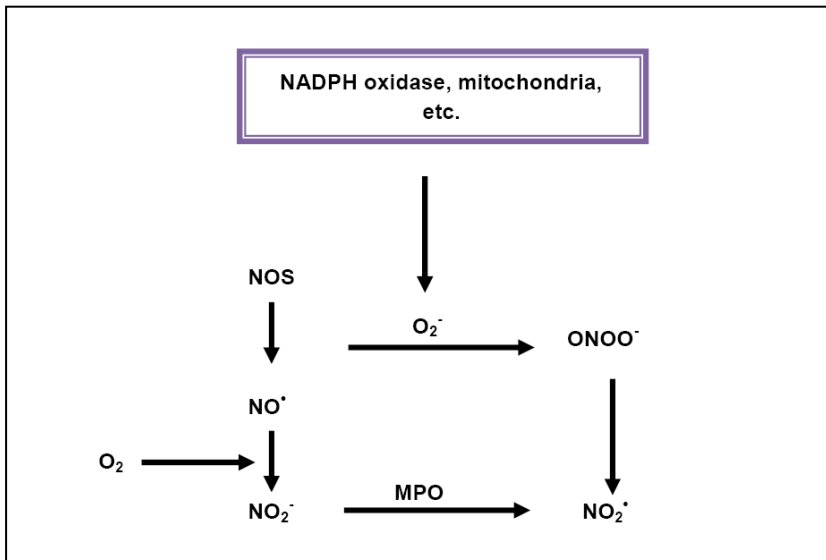 NADPH oxidase, mitochondria,
etc.
NOS
O₂⁻
ONOO⁻
NO•
O₂
MPO
NO₂⁻
NO₂•